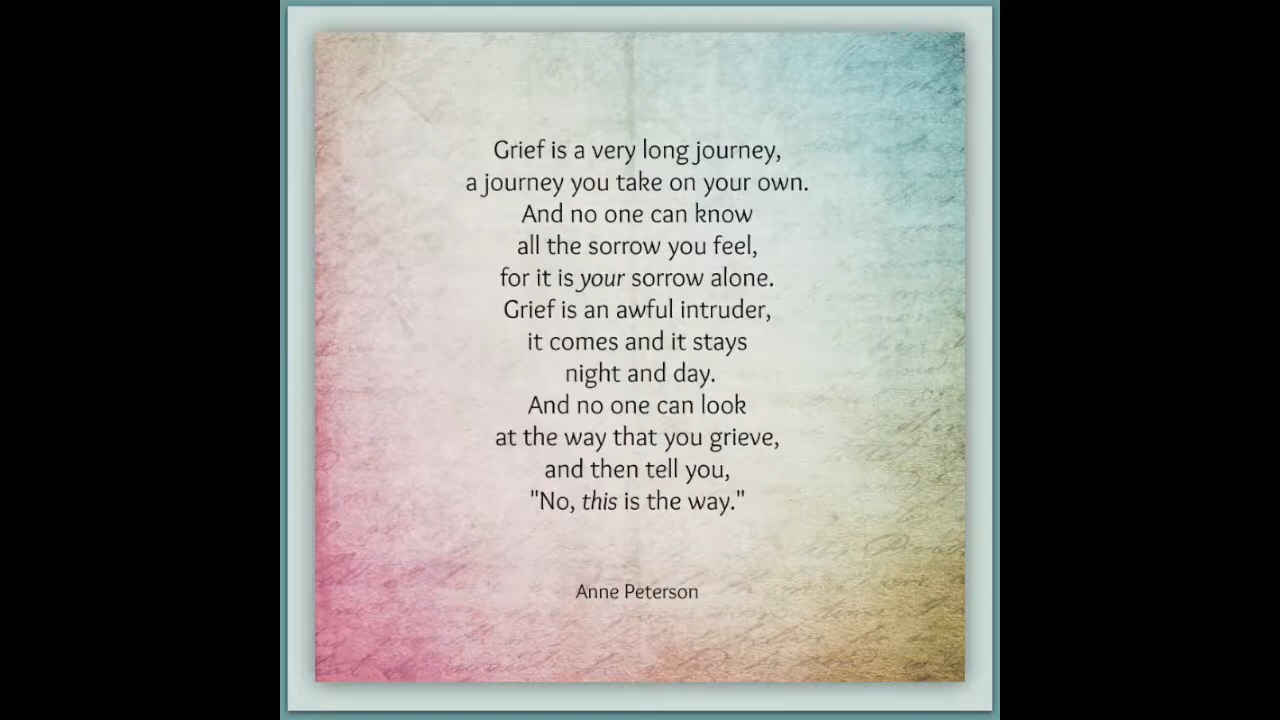 Grief is a very long journey,
a journey you take on your own.
And no one can know
all the sorrow you feel,
for it is your sorrow alone.
Grief is an awful intruder,
it comes and it stays
night and day.
And no one can look
at the way that you grieve,
and then tell you,
"No, this is the way."
Anne Peterson